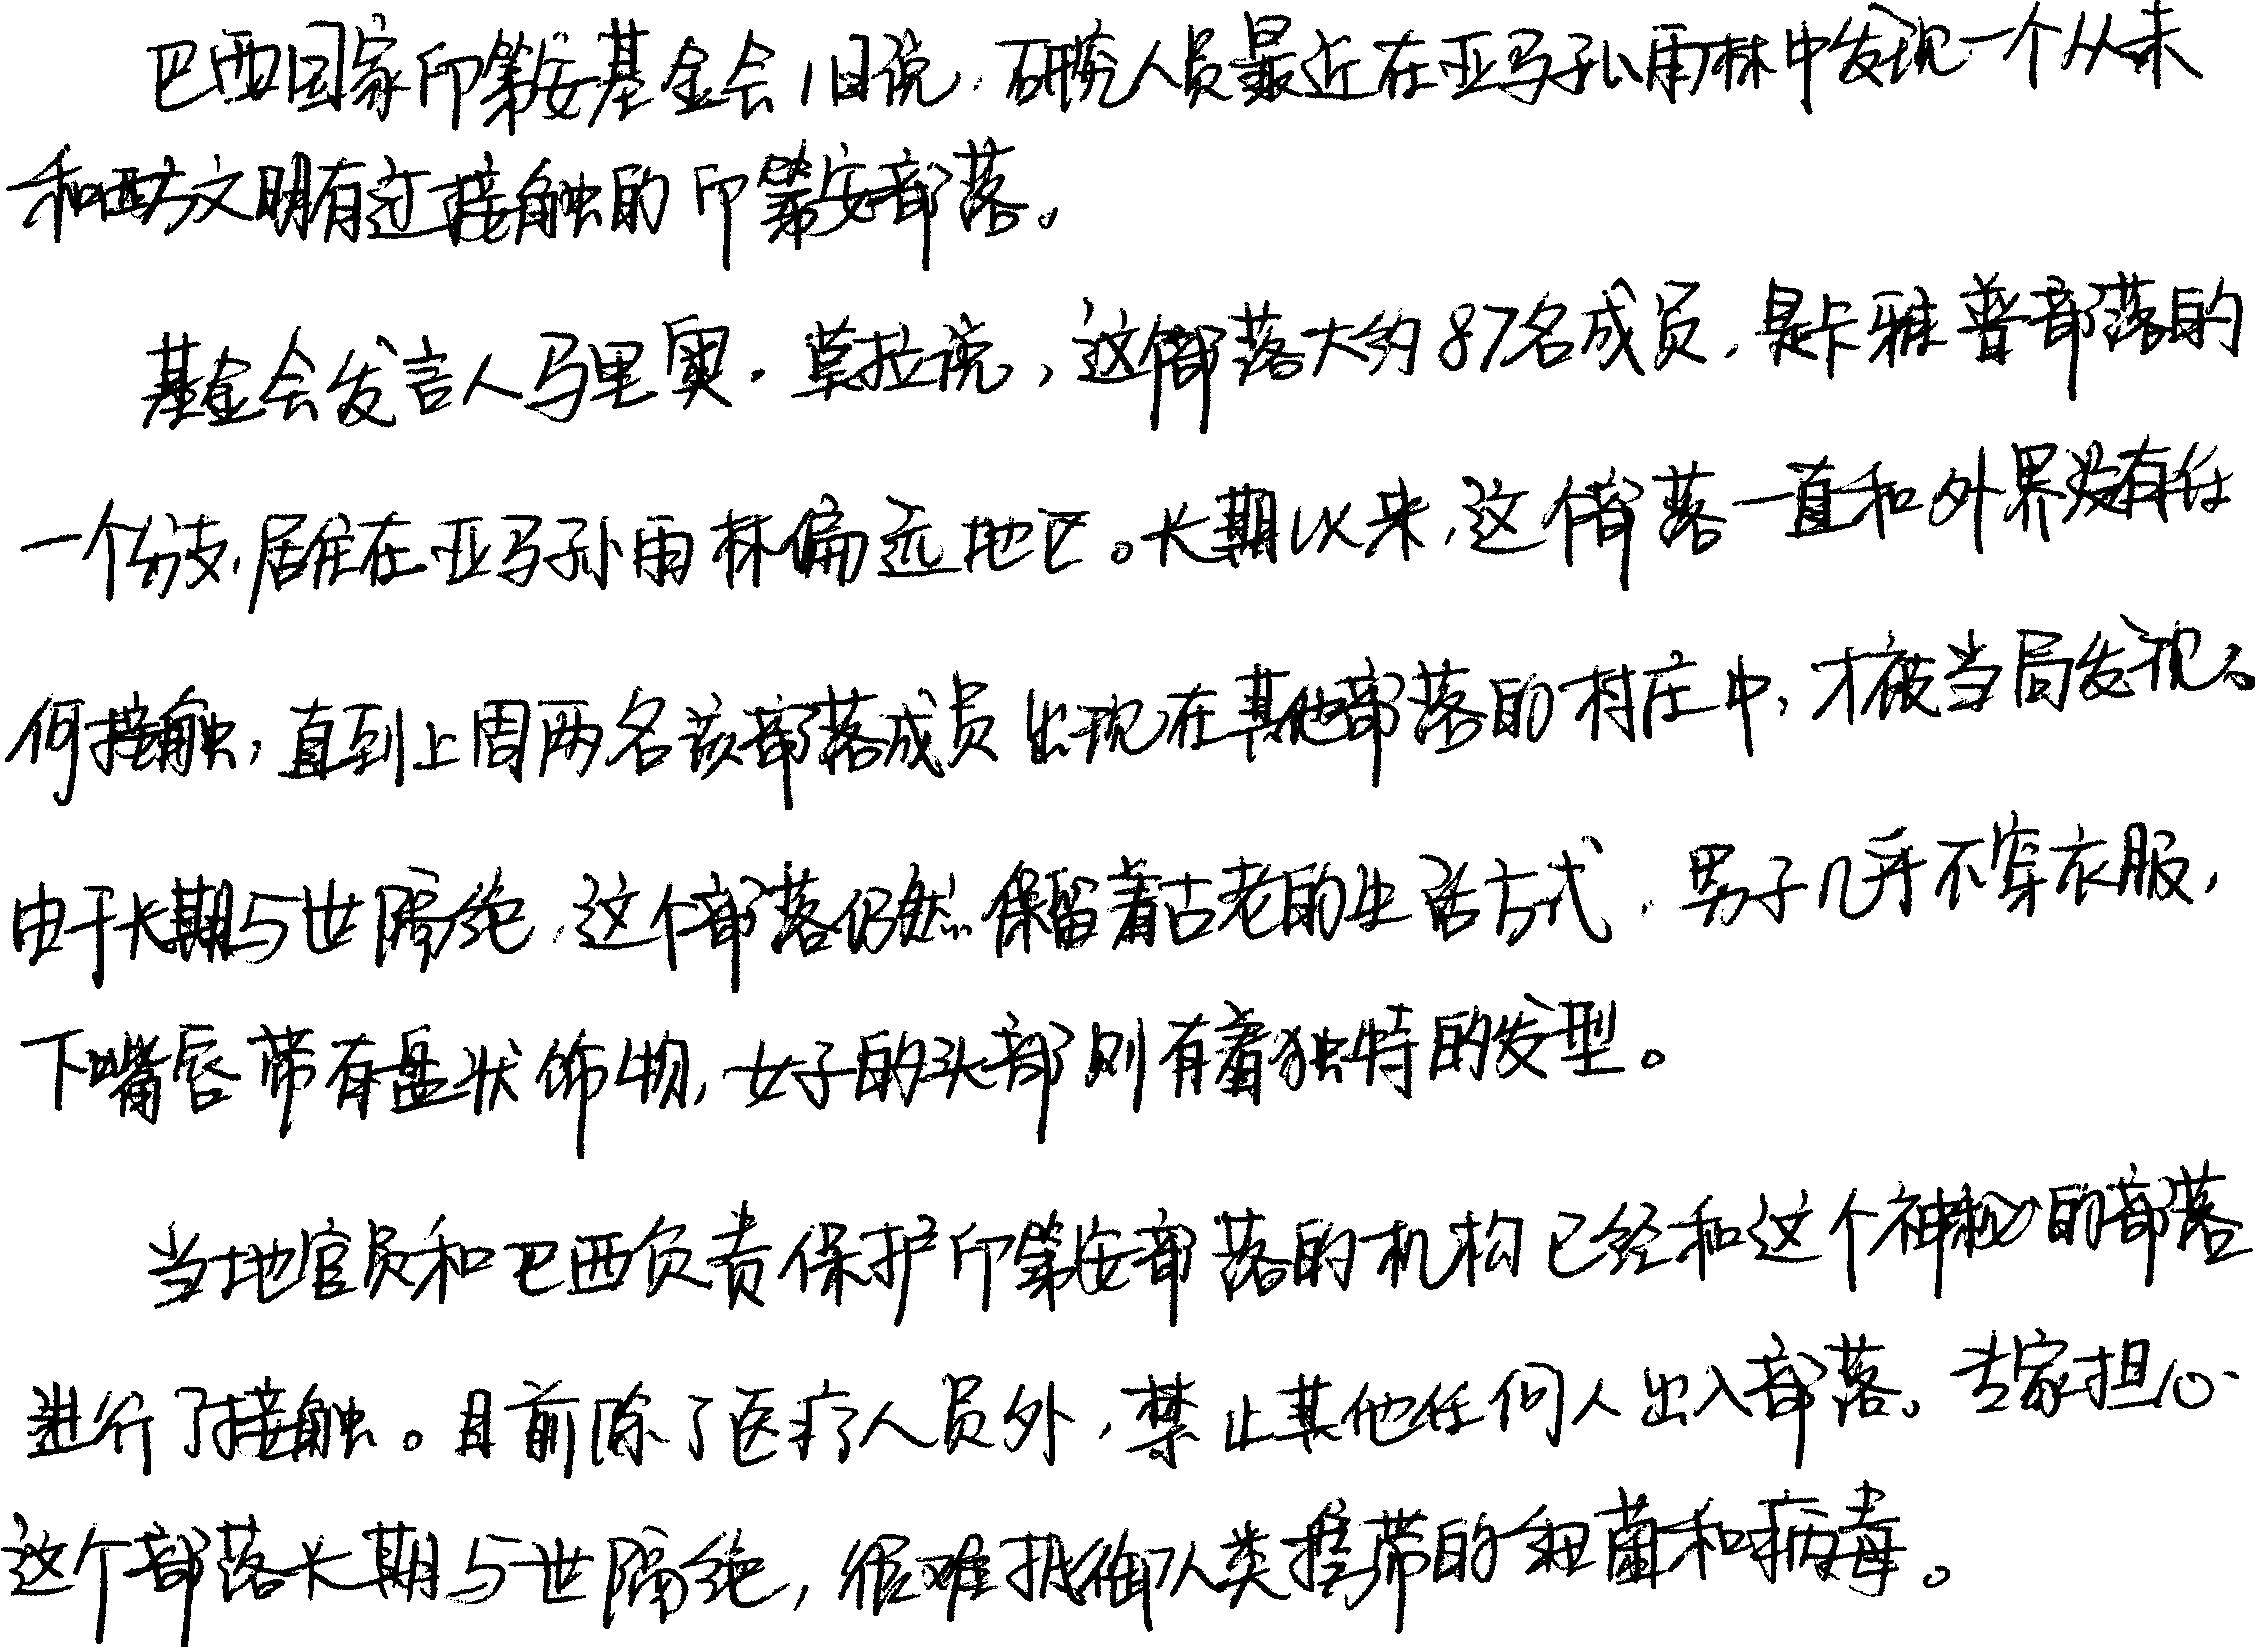 巴西国家印第安基金会1日说，研究人员最近在亚马孙雨林中发现一个从未
和西方文明有过接触的印第安部落。
基金会发言人马里奥·莫拉说，这个部落大约87名成员，是卡雅普部落的
一个分支，居住在亚马孙雨林偏远地区。长期以来，这个部落一直和外界没有任
何接触，直到上周两名该部落成员出现在其他部落的村庄中，才被当局发现。
由于长期与世隔绝，这个部落仍然保留着古老的生活方式，男子几乎不穿衣服，
下嘴唇带有盘状饰物，女子的头部则有着独特的发型。
当地官员和巴西负责保护印第安部落的机构已经和这个神秘的部落
进行了接触。目前除了医疗人员外，禁止其他任何人出入部落。专家担心
这个部落长期与世隔绝，很难抵御人类携带的细菌和病毒。